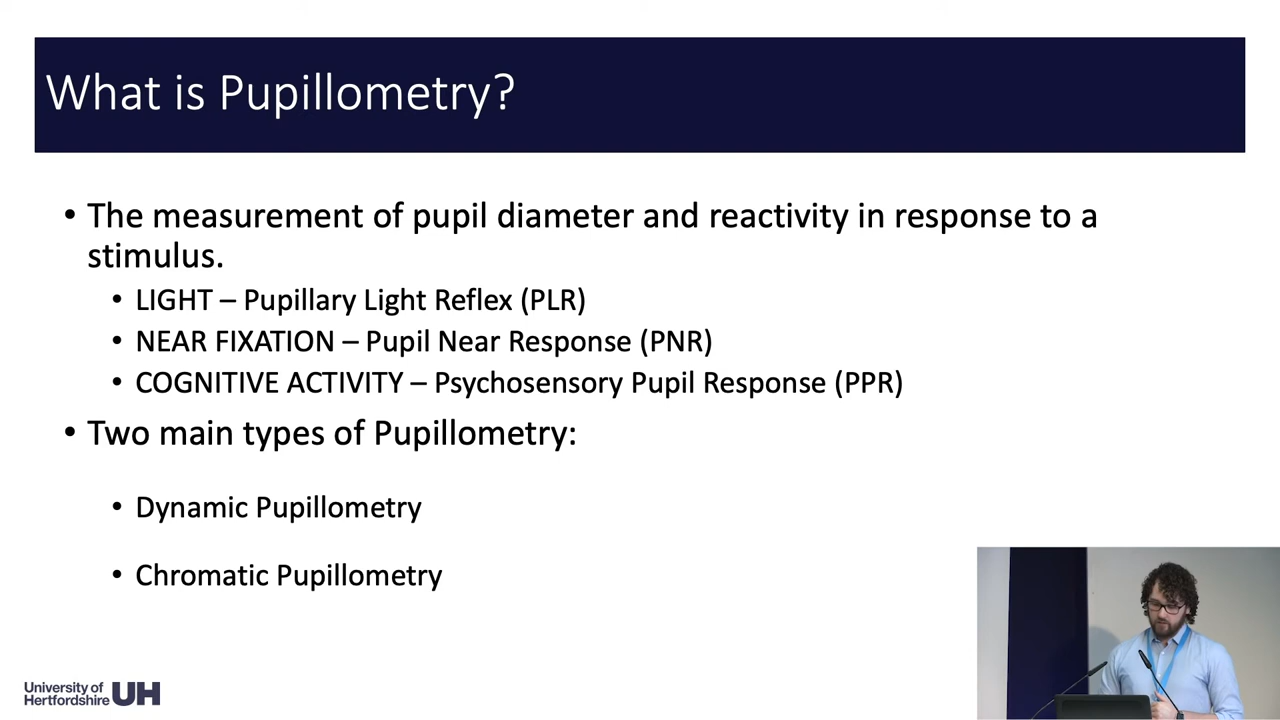 What is Pupillometry?
• The measurement of pupil diameter and reactivity in response to a
stimulus.
• LIGHT – Pupillary Light Reflex (PLR)
• NEAR FIXATION – Pupil Near Response (PNR)
• COGNITIVE ACTIVITY – Psychosensory Pupil Response (PPR)
• Two main types of Pupillometry:
• Dynamic Pupillometry
• Chromatic Pupillometry
University of
Hertfordshire UH